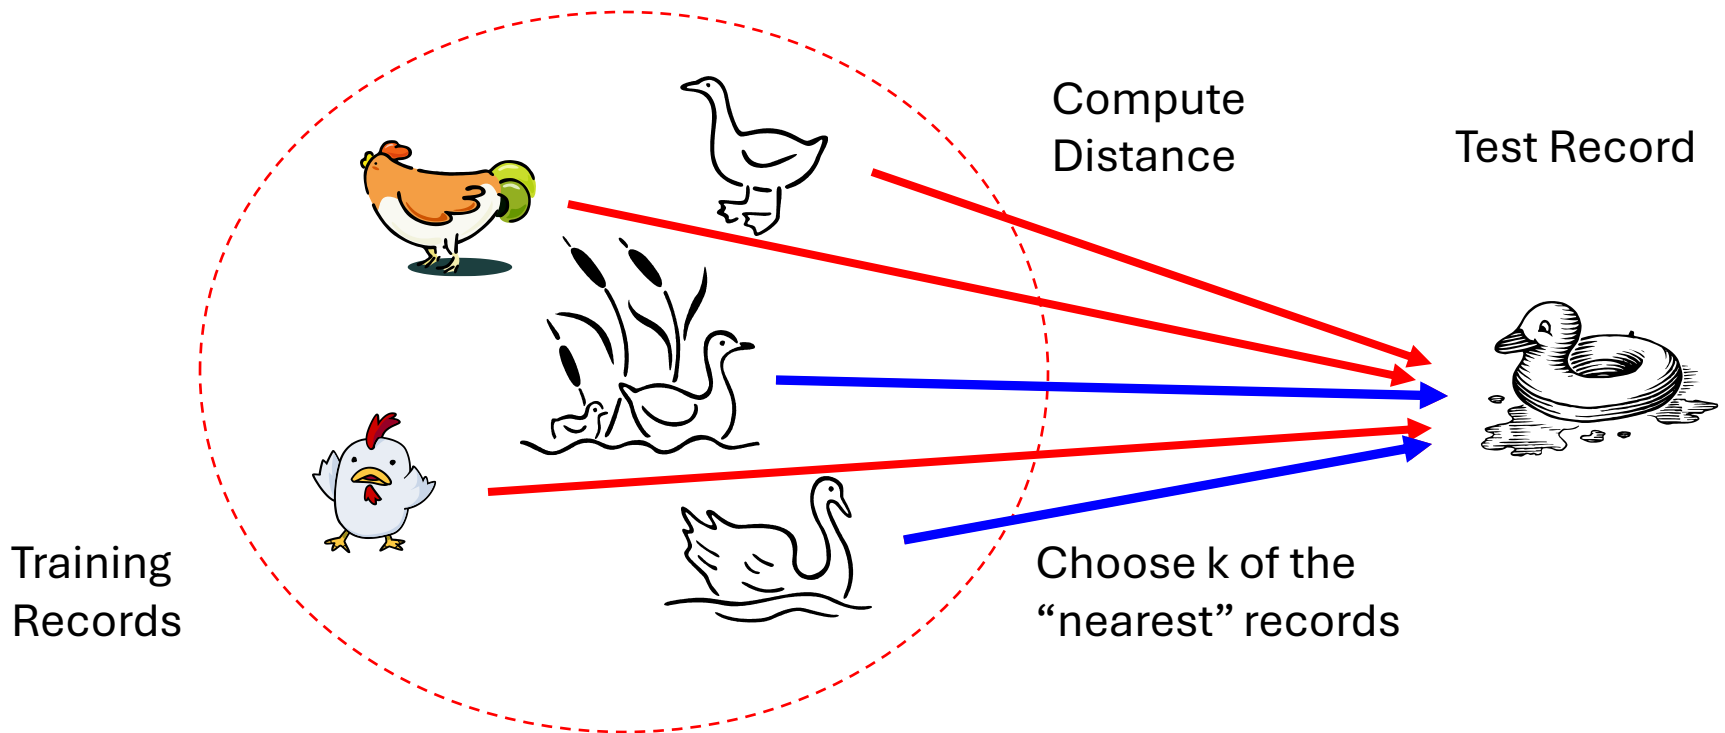 Compute
Distance
Test Record
Training
Records
Choose k of the
“nearest” records